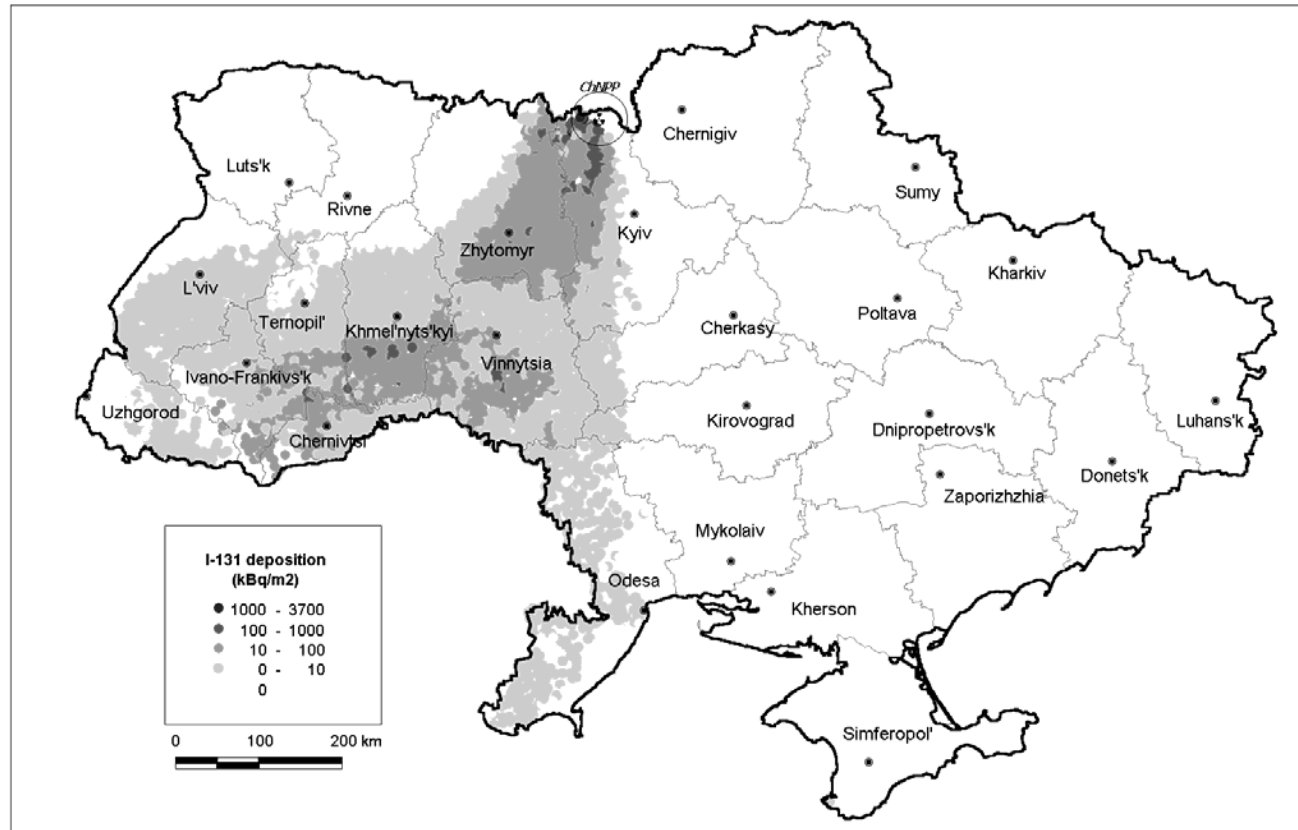 ChNPP
Chernigiv
Luts'k
Sumy
Rivne
Kyiv
Zhytomyr
Kharkiv
L'viv
Ternopil'
Khmel'nyts'kyi
Cherkasy
Poltava
Vinnytsia
Ivano-Frankivs'k
Uzhgorod
Kirovograd
Luhans'k
Dnipropetrovs'k
Chernivtsi
Donets'k
Zaporizhzhia
Mykolaiv
I-131 deposition
(kBq/m2)
1000 - 3700
100 - 1000
10 - 100
0 - 10
0
Odesa
Kherson
0 100 200 km
Simferopol'